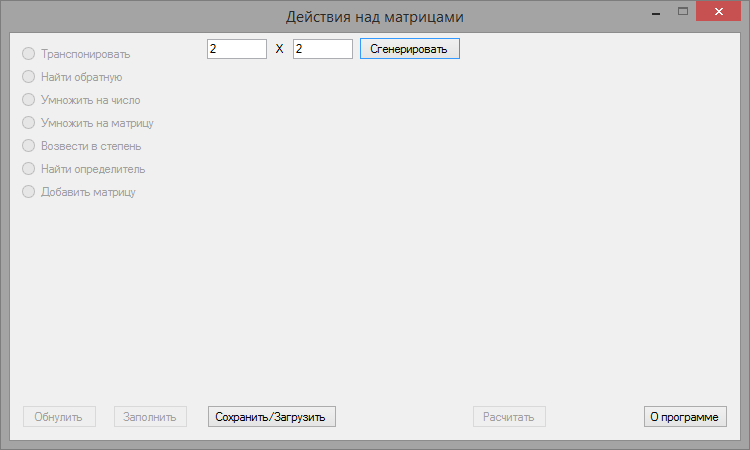 Действия над матрицами
Транспонировать
2 X 2 Сгенерировать
Найти обратную
Умножить на число
Умножить на матрицу
Возвести в степень
Найти определитель
Добавить матрицу
Обнулить Заполнить Сохранить/Загрузить Расчитать О программе